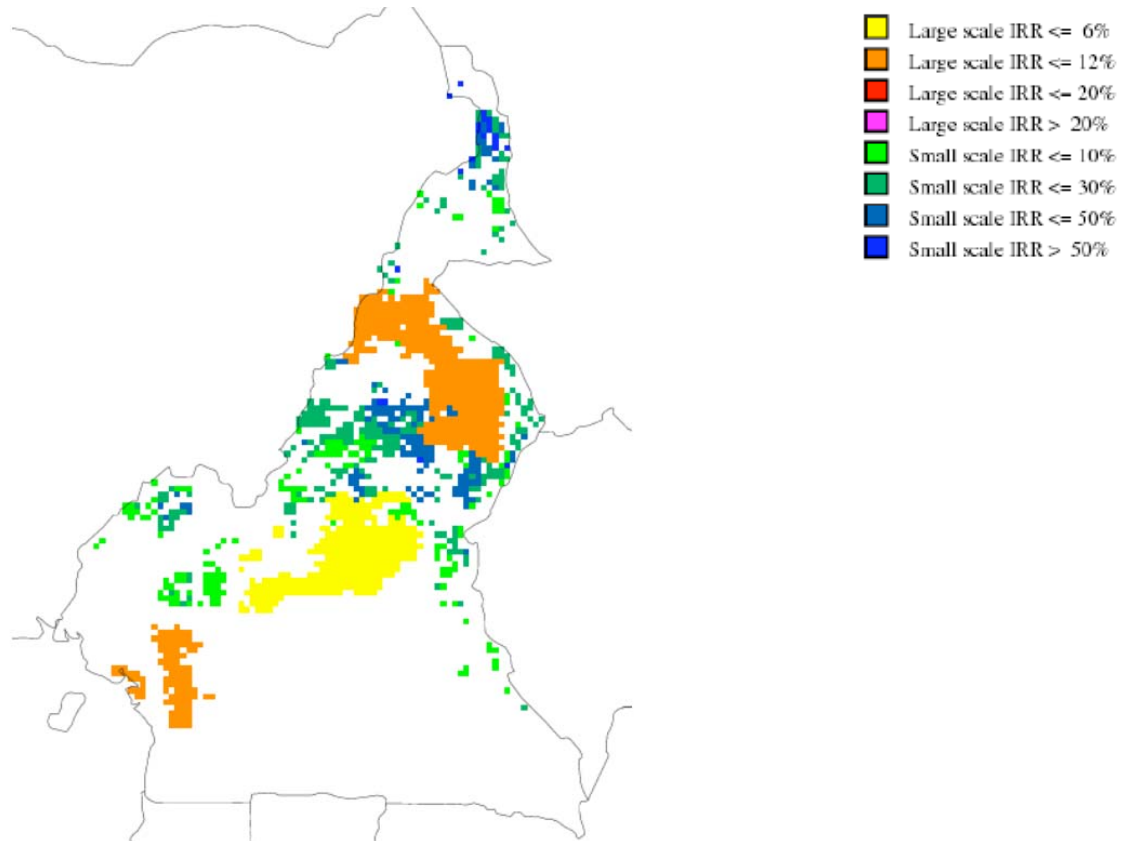 Large scale IRR <= 6%
Large scale IRR <= 12%
Large scale IRR <= 20%
Large scale IRR > 20%
Small scale IRR <= 10%
Small scale IRR <= 30%
Small scale IRR <= 50%
Small scale IRR > 50%